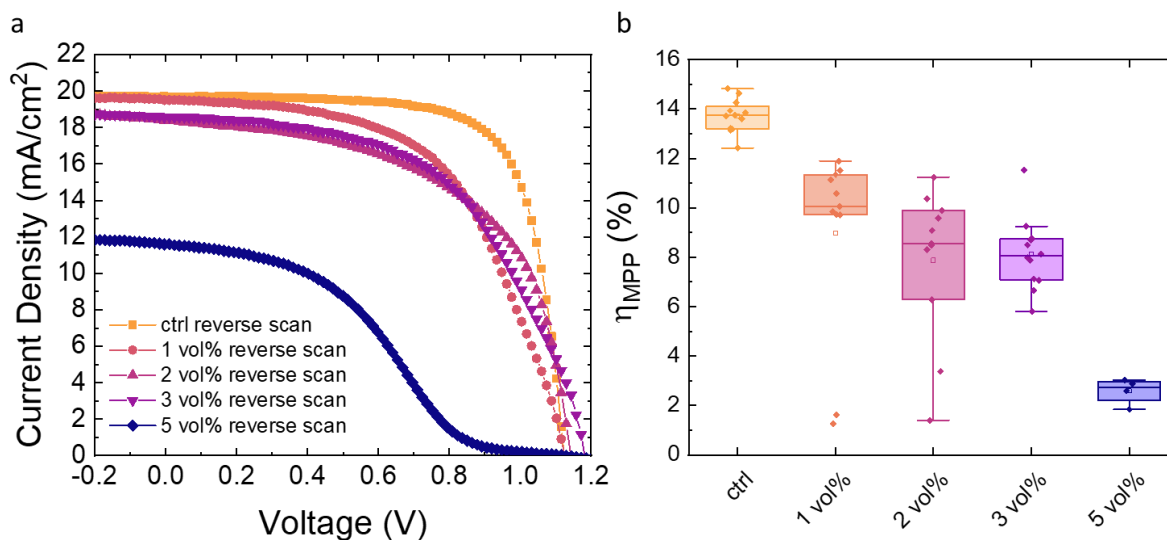 a
b
22
20
18
16
14
12
10
8
6
4
2
0
Current Density (mA/cm²)
ctrl reverse scan
1 vol% reverse scan
2 vol% reverse scan
3 vol% reverse scan
5 vol% reverse scan
-0.2 0.0 0.2 0.4 0.6 0.8 1.0 1.2
Voltage (V)
16
14
12
10
8
6
4
2
0
ηMPP (%)
ctrl
1 vol%
2 vol%
3 vol%
5 vol%